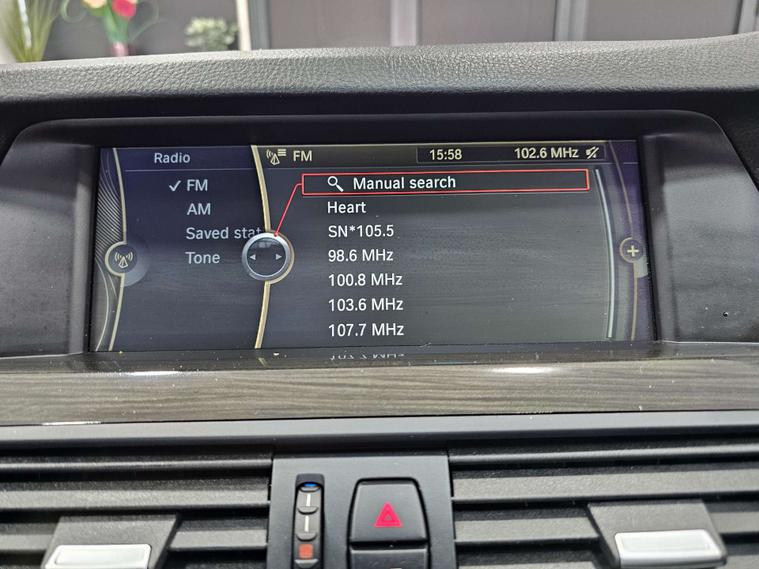 Radio
FM 15:58 102.6 MHz
✓ FM
AM
Saved stat
Tone
Manual search
Heart
SN*105.5
98.6 MHz
100.8 MHz
103.6 MHz
107.7 MHz